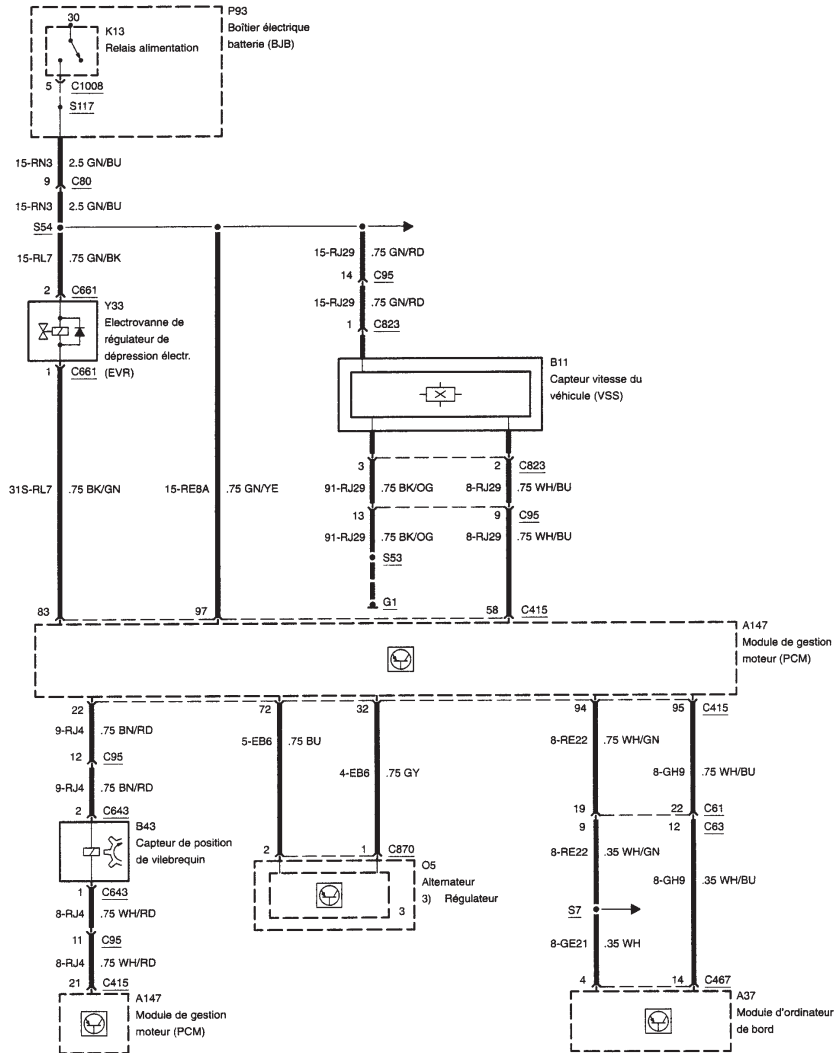 P93
Boîtier électrique
batterie (BJB)
30
K13
Relais alimentation
5 C1008
S117
15-RN3 2.5 GN/BU
9 C80
15-RN3 2.5 GN/BU
S54
15-RL7 .75 GN/BK
15-RJ29 .75 GN/RD
14 C95
15-RJ29 .75 GN/RD
2 C661
1 C823
Y33
Electrovanne de
régulateur de
dépression électr.
(EVR)
1 C661
B11
Capteur vitesse du
véhicule (VSS)
3 2 C823
31S-RL7 .75 BK/GN 15-RE8A .75 GN/YE 91-RJ29 .75 BK/OG 8-RJ29 .75 WH/BU
13 9 C95
91-RJ29 .75 BK/OG 8-RJ29 .75 WH/BU
S53
G1
83 97 58 C415
A147
Module de gestion
moteur (PCM)
22 72 32 94 95 C415
9-RJ4 .75 BN/RD 5-EB6 .75 BU 8-RE22 .75 WH/GN
12 C95
4-EB6 .75 GY 8-GH9 .75 WH/BU
9-RJ4 .75 BN/RD
2 C643
19 22 C61
B43
Capteur de position
de vilebrequin
9 12 C63
2 1 C870
8-RE22 .35 WH/GN
O5
Alternateur
3) Régulateur
3
8-GH9 .35 WH/BU
1 C643
8-RJ4 .75 WH/RD
S7
11 C95
8-GE21 .35 WH
8-RJ4 .75 WH/RD
21 C415
4 14 C467
A147
Module de gestion
moteur (PCM)
A37
Module d'ordinateur
de bord